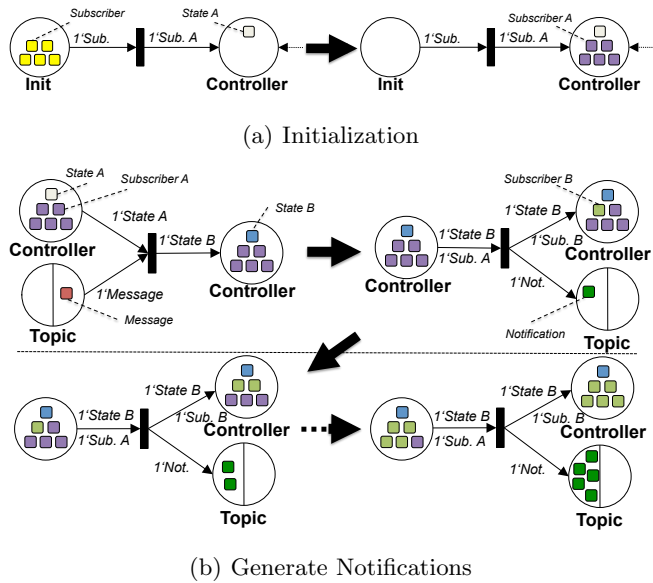 Subscriber
State A
1‘Sub.
1‘Sub. A
Init
Controller
1‘Sub.
1‘Sub. A
Subscriber A
Init
Controller
(a) Initialization
State A
Subscriber A
1‘State A
Controller
1‘Message
Topic
Message
1‘State B
State B
Controller
Controller
1‘State B
1‘Sub. A
Subscriber B
1‘State B
1‘Sub. B
Controller
1‘Not.
Notification
Topic
1‘State B
1‘Sub. A
1‘State B
1‘Sub. B
Controller
1‘Not.
Topic
1‘State B
1‘Sub. A
1‘State B
1‘Sub. B
Controller
1‘Not.
Topic
(b) Generate Notifications